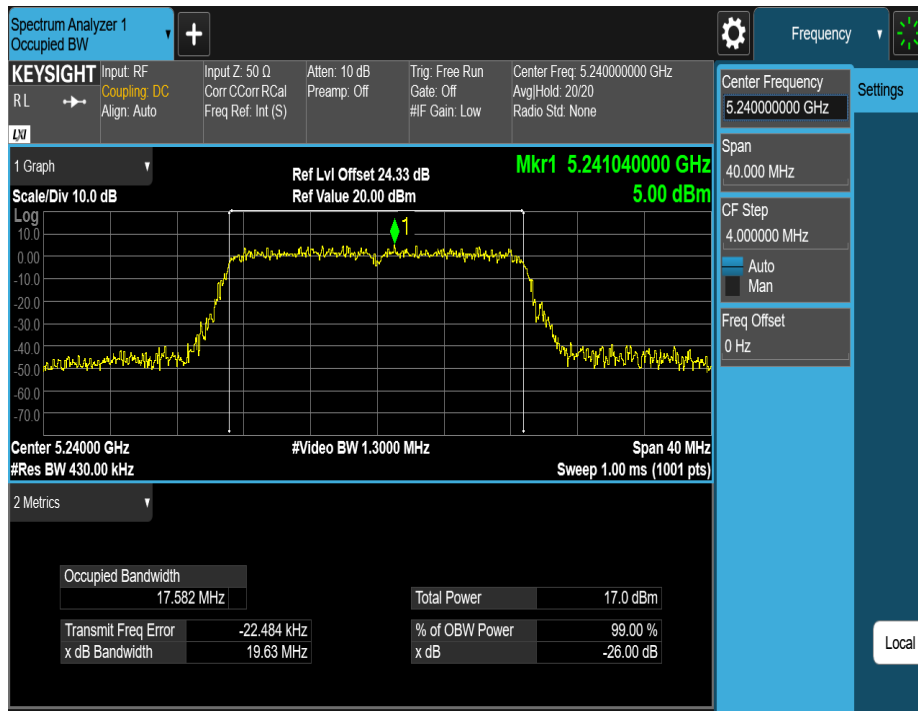 Spectrum Analyzer 1
Occupied BW
+
Frequency
KEYSIGHT
RL
LXI
Input: RF
Coupling: DC
Align: Auto
Input Z: 50 Ω
Corr CCorr RCal
Freq Ref: Int (S)
Atten: 10 dB
Preamp: Off
Trig: Free Run
Gate: Off
#IF Gain: Low
Center Freq: 5.240000000 GHz
Avg|Hold: 20/20
Radio Std: None
Center Frequency
5.240000000 GHz
Settings
Span
40.000 MHz
CF Step
4.000000 MHz
Auto
Man
Freq Offset
0 Hz
Local
1 Graph
Scale/Div 10.0 dB
Ref Lvl Offset 24.33 dB
Ref Value 20.00 dBm
Mkr1 5.241040000 GHz
5.00 dBm
Log
10.0
0.00
-10.0
-20.0
-30.0
-40.0
-50.0
-60.0
-70.0
1
Center 5.24000 GHz
#Video BW 1.3000 MHz
Span 40 MHz
#Res BW 430.00 kHz
Sweep 1.00 ms (1001 pts)
2 Metrics
Occupied Bandwidth
17.582 MHz
Total Power 17.0 dBm
Transmit Freq Error -22.484 kHz
% of OBW Power 99.00 %
x dB Bandwidth 19.63 MHz
x dB -26.00 dB